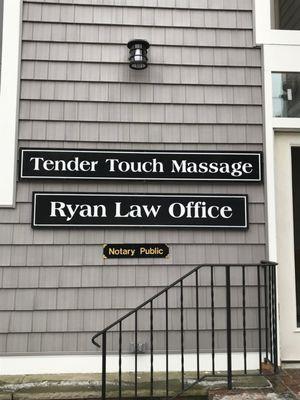 Tender Touch Massage
Ryan Law Office
Notary Public